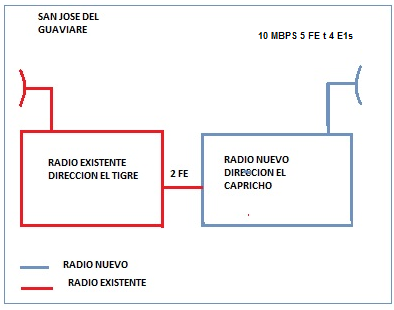 SAN JOSE DEL
GUAVIARE
10 MBPS 5 FE t 4 E1s
RADIO EXISTENTE
DIRECCION EL TIGRE
2 FE
RADIO NUEVO
DIRECCION EL
CAPRICHO
RADIO NUEVO
RADIO EXISTENTE